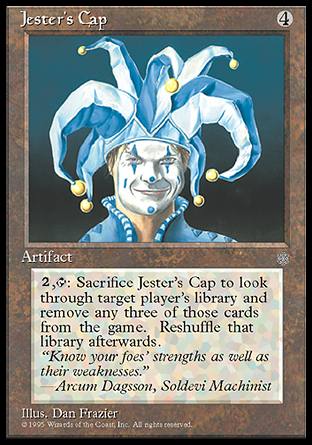 Jester's Cap 4
Artifact
2, : Sacrifice Jester's Cap to look
through target player's library and
remove any three of those cards
from the game. Reshuffle that
library afterwards.
"Know your foes' strengths as well as
their weaknesses."
—Arcum Dagsson, Soldevi Machinist
Illus. Dan Frazier
© 1995 Wizards of the Coast, Inc. All rights reserved.